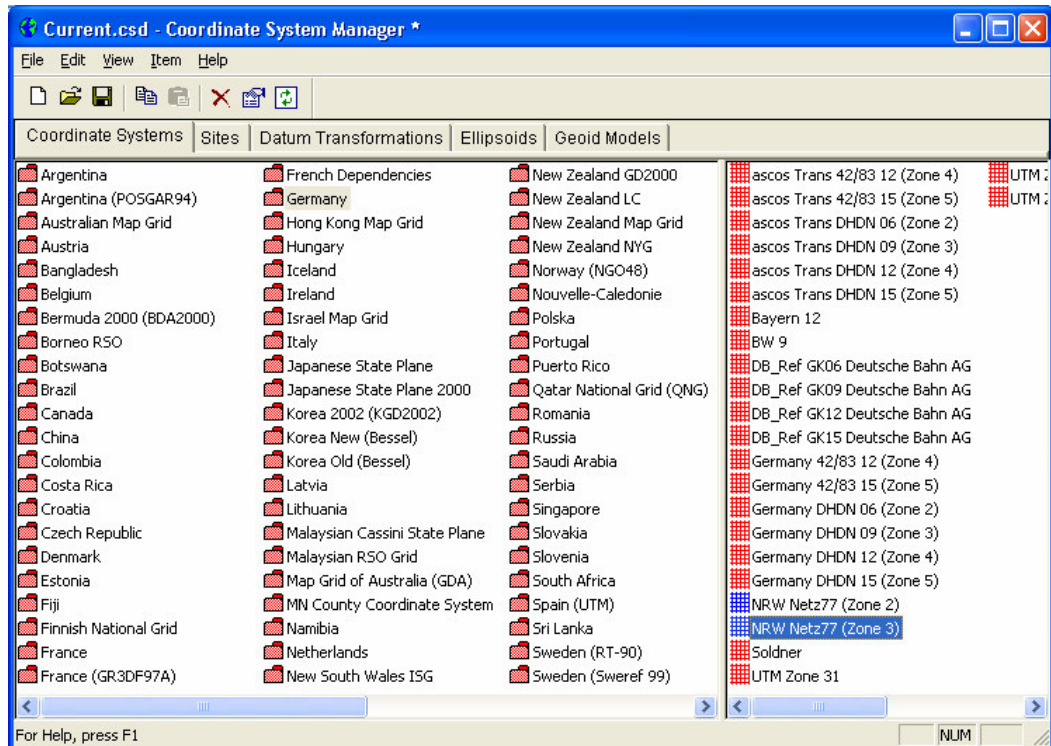 Current.csd - Coordinate System Manager *
File Edit View Item Help
Coordinate Systems Sites Datum Transformations Ellipsoids Geoid Models
Argentina
Argentina (POSGAR94)
Australian Map Grid
Austria
Bangladesh
Belgium
Bermuda 2000 (BDA2000)
Borneo RSO
Botswana
Brazil
Canada
China
Colombia
Costa Rica
Croatia
Czech Republic
Denmark
Estonia
Fiji
Finnish National Grid
France
France (GR3DF97A)
French Dependencies
Germany
Hong Kong Map Grid
Hungary
Iceland
Ireland
Israel Map Grid
Italy
Japanese State Plane
Japanese State Plane 2000
Korea 2002 (KGD2002)
Korea New (Bessel)
Korea Old (Bessel)
Latvia
Lithuania
Malaysian Cassini State Plane
Malaysian RSO Grid
Map Grid of Australia (GDA)
MN County Coordinate System
Namibia
Netherlands
New South Wales ISG
New Zealand GD2000
New Zealand LC
New Zealand Map Grid
New Zealand NYG
Norway (NGO48)
Nouvelle-Caledonie
Polska
Portugal
Puerto Rico
Qatar National Grid (QNG)
Romania
Russia
Saudi Arabia
Serbia
Singapore
Slovakia
Slovenia
South Africa
Spain (UTM)
Sri Lanka
Sweden (RT-90)
Sweden (Sweref 99)
ascos Trans 42/83 12 (Zone 4)
ascos Trans 42/83 15 (Zone 5)
ascos Trans DHDN 06 (Zone 2)
ascos Trans DHDN 09 (Zone 3)
ascos Trans DHDN 12 (Zone 4)
ascos Trans DHDN 15 (Zone 5)
Bayern 12
BW 9
DB_Ref GK06 Deutsche Bahn AG
DB_Ref GK09 Deutsche Bahn AG
DB_Ref GK12 Deutsche Bahn AG
DB_Ref GK15 Deutsche Bahn AG
Germany 42/83 12 (Zone 4)
Germany 42/83 15 (Zone 5)
Germany DHDN 06 (Zone 2)
Germany DHDN 09 (Zone 3)
Germany DHDN 12 (Zone 4)
Germany DHDN 15 (Zone 5)
NRW Netz77 (Zone 2)
NRW Netz77 (Zone 3)
Soldner
UTM Zone 31
UTM
UTM
For Help, press F1
NUM